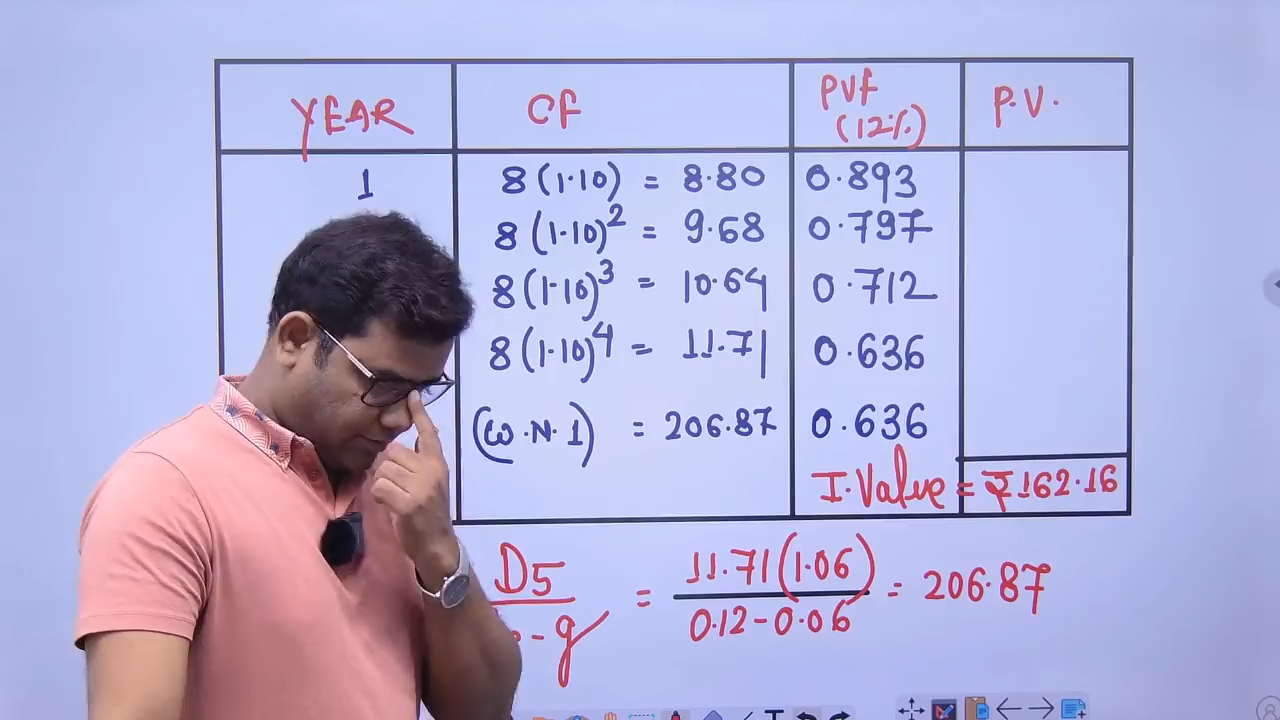 YEAR CF PVF (12%) P.V.
1 8(1.10) = 8.80 0.893
8(1.10)² = 9.68 0.797
8(1.10)³ = 10.64 0.712
8(1.10)⁴ = 11.71 0.636
(W.N.1) = 206.87 0.636
I.Value = ₹162.16
D5 / - g = 11.71(1.06) / 0.12-0.06 = 206.87